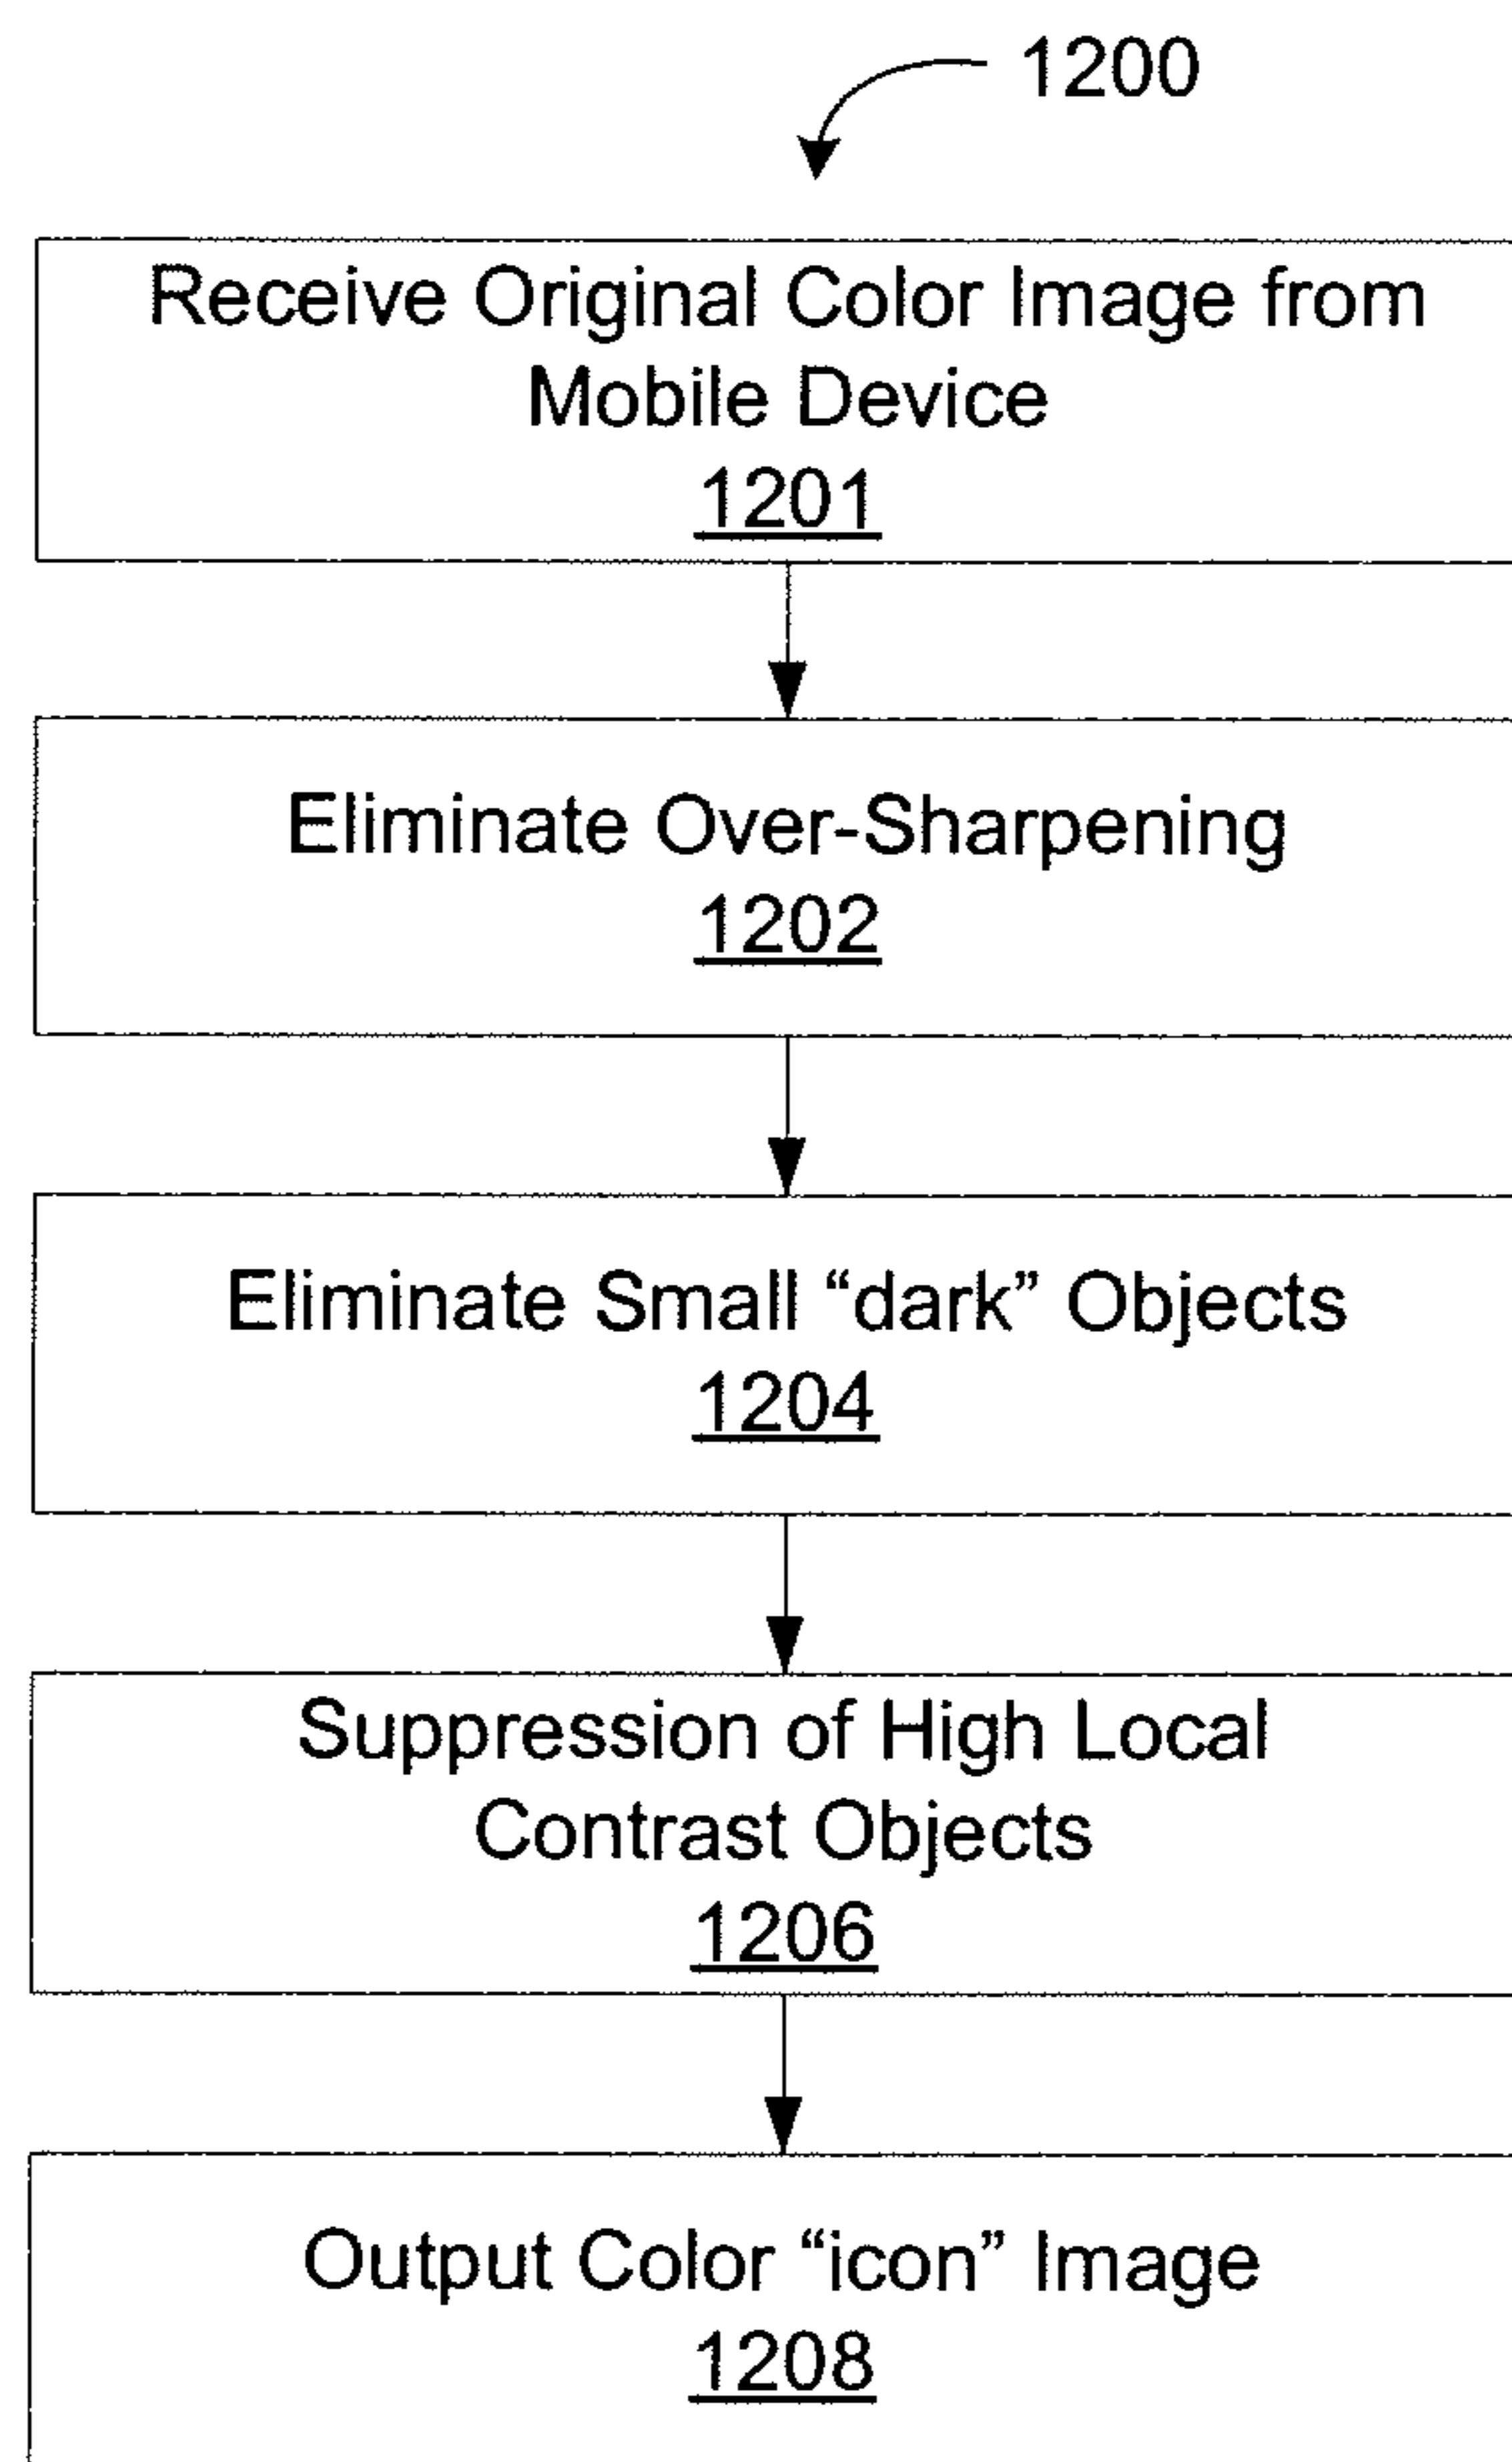 1200
Receive Original Color Image from
Mobile Device
1201
Eliminate Over-Sharpening
1202
Eliminate Small “dark” Objects
1204
Suppression of High Local
Contrast Objects
1206
Output Color “icon” Image
1208